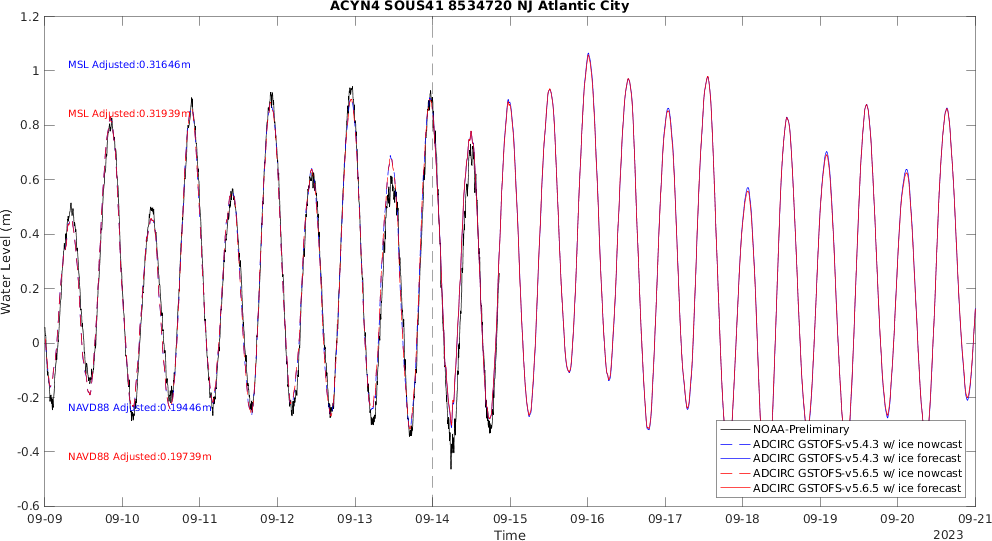 ACYN4 SOUS41 8534720 NJ Atlantic City
1.2
1
0.8
0.6
0.4
0.2
0
-0.2
-0.4
-0.6
Water Level (m)
MSL Adjusted:0.31646m
MSL Adjusted:0.31939m
NAVD88 Adjusted:0.19446m
NAVD88 Adjusted:0.19739m
NOAA-Preliminary
ADCIRC GSTOFS-v5.4.3 w/ ice nowcast
ADCIRC GSTOFS-v5.4.3 w/ ice forecast
ADCIRC GSTOFS-v5.6.5 w/ ice nowcast
ADCIRC GSTOFS-v5.6.5 w/ ice forecast
09-09 09-10 09-11 09-12 09-13 09-14 09-15 09-16 09-17 09-18 09-19 09-20 09-21
Time
2023